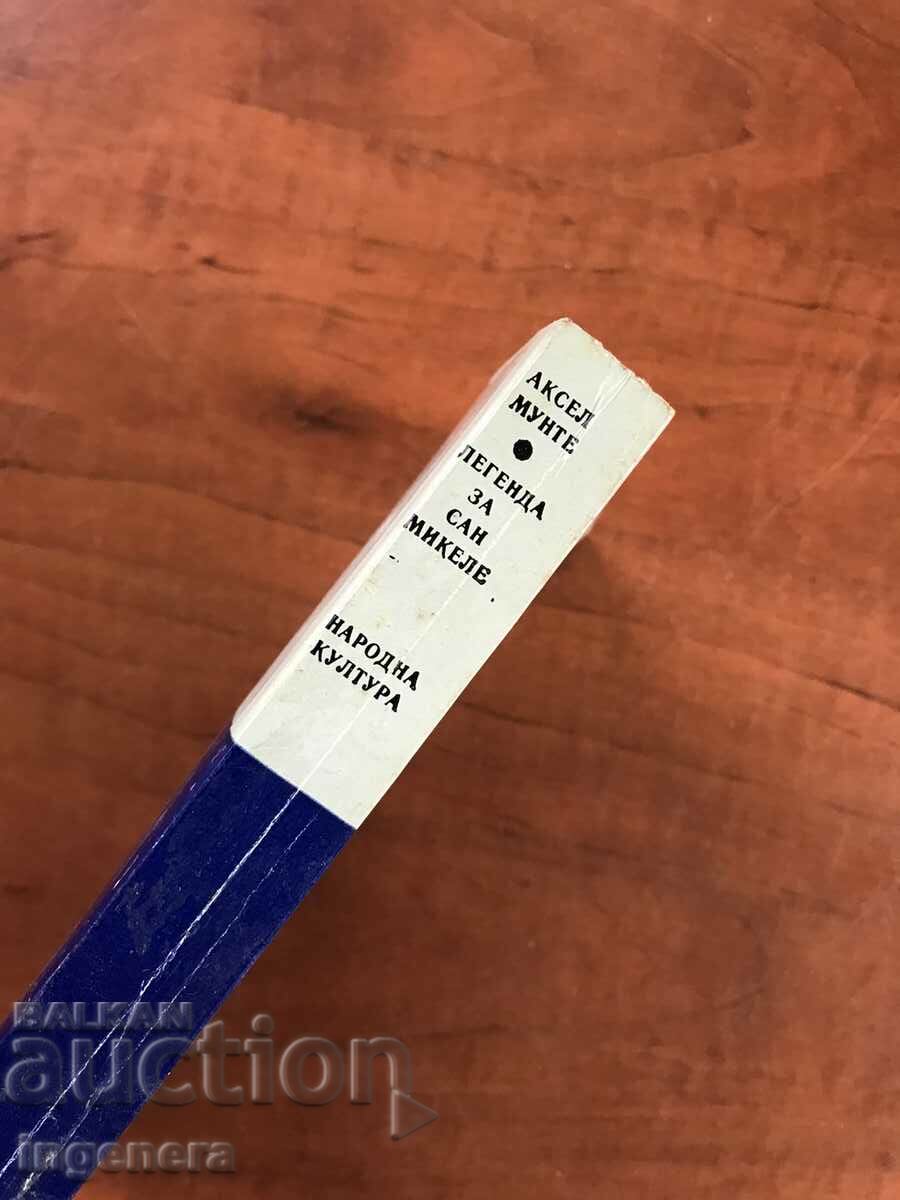 АКСЕЛ
МУНТЕ
ЛЕГЕНДА
ЗА
САН
МИКЕЛЕ
НАРОДНА
КУЛТУРА
BALKAN
auction
ingenera